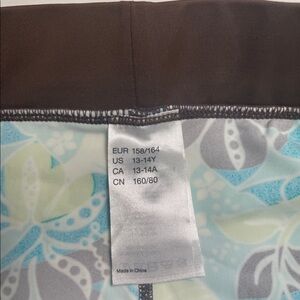 EUR 158/164
US 13-14Y
CA 13-14A
CN 160/80
Made in China